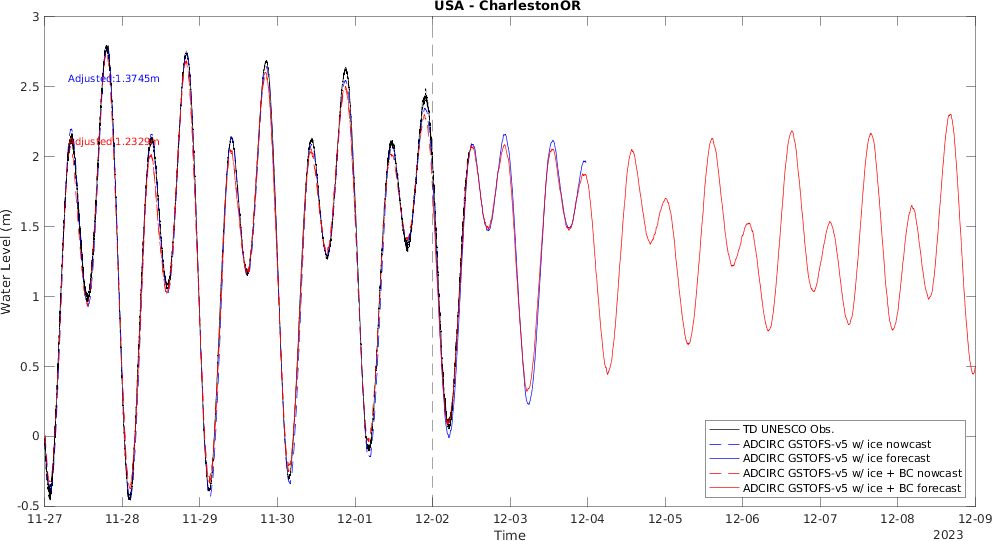 USA - CharlestonOR
3
2.5
2
1.5
1
0.5
0
-0.5
Water Level (m)
Adjusted:1.3745m
Adjusted:1.2329m
TD UNESCO Obs.
ADCIRC GSTOFS-v5 w/ ice nowcast
ADCIRC GSTOFS-v5 w/ ice forecast
ADCIRC GSTOFS-v5 w/ ice + BC nowcast
ADCIRC GSTOFS-v5 w/ ice + BC forecast
11-27 11-28 11-29 11-30 12-01 12-02 12-03 12-04 12-05 12-06 12-07 12-08 12-09
Time
2023